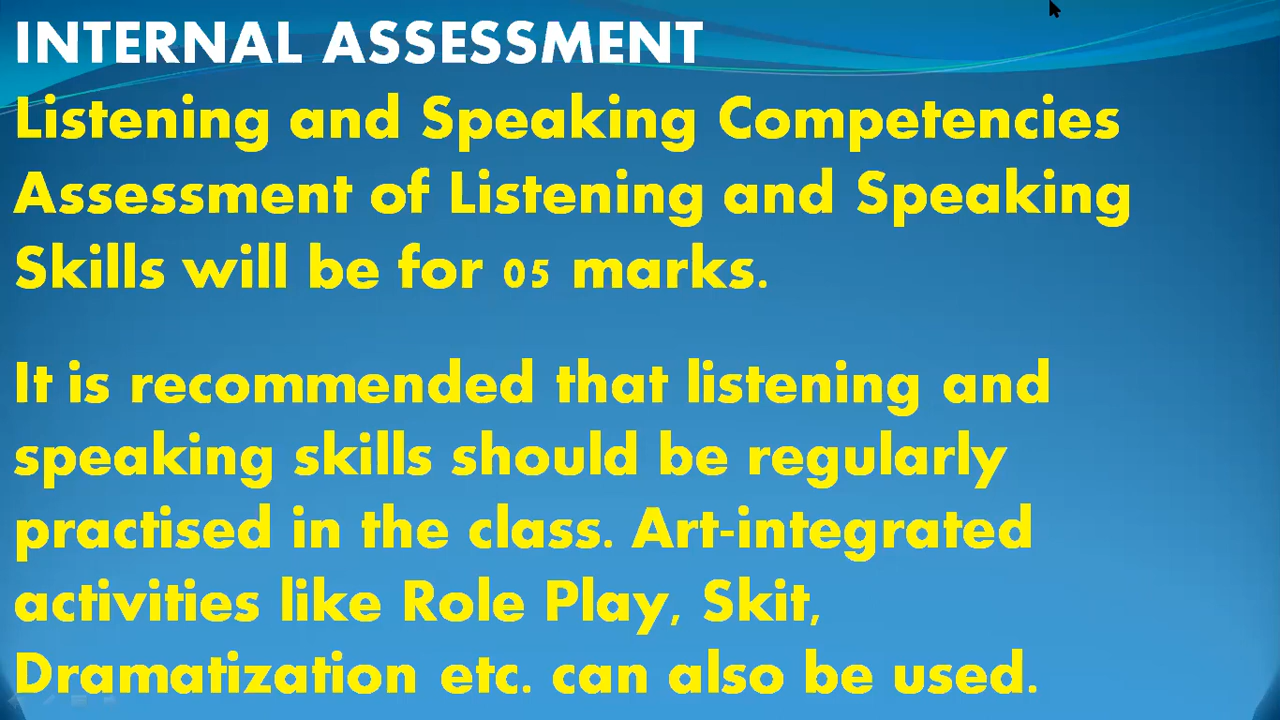 INTERNAL ASSESSMENT
Listening and Speaking Competencies
Assessment of Listening and Speaking
Skills will be for 05 marks.
It is recommended that listening and
speaking skills should be regularly
practised in the class. Art-integrated
activities like Role Play, Skit,
Dramatization etc. can also be used.